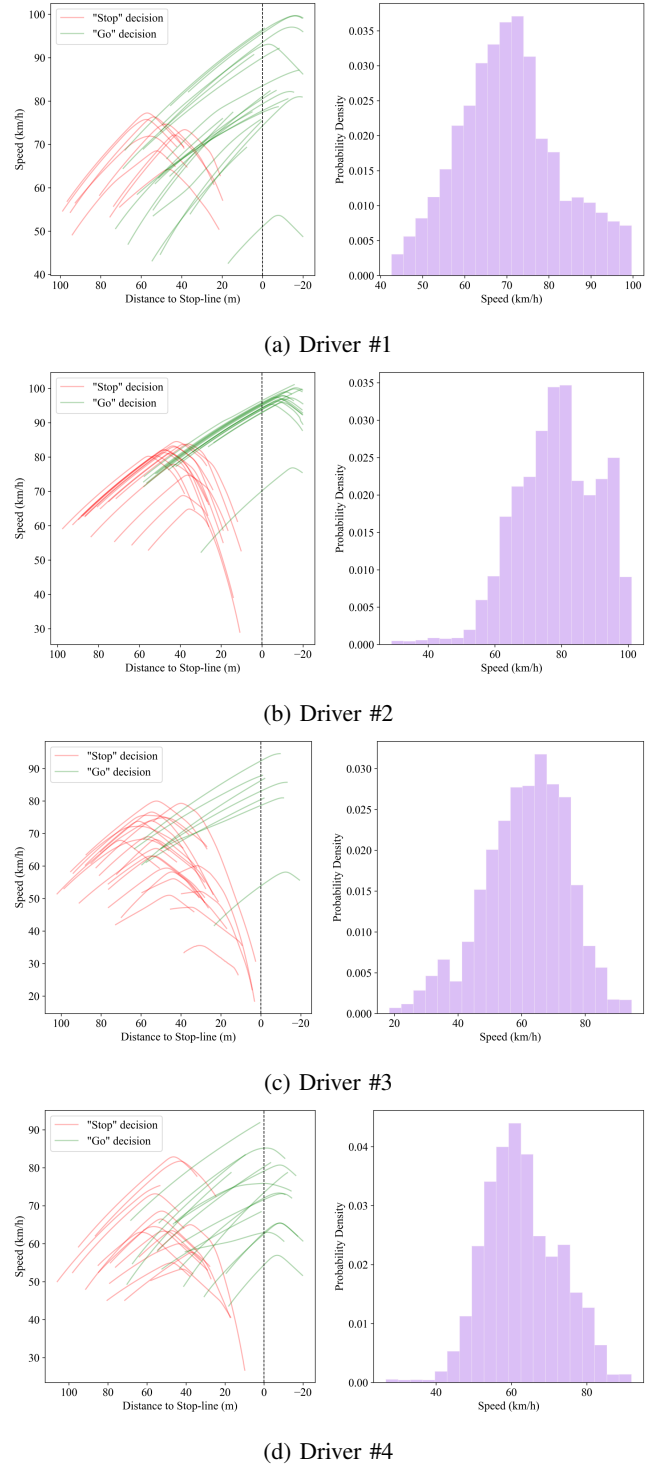 100
90
80
70
60
50
40
Speed (km/h)
"Stop" decision
"Go" decision
100 80 60 40 20 0 −20
Distance to Stop-line (m)
0.035
0.030
0.025
0.020
0.015
0.010
0.005
0.000
Probability Density
40 50 60 70 80 90 100
Speed (km/h)
(a) Driver #1
100
90
80
70
60
50
40
30
Speed (km/h)
"Stop" decision
"Go" decision
100 80 60 40 20 0 −20
Distance to Stop-line (m)
0.035
0.030
0.025
0.020
0.015
0.010
0.005
0.000
Probability Density
40 60 80 100
Speed (km/h)
(b) Driver #2
90
80
70
60
50
40
30
20
Speed (km/h)
"Stop" decision
"Go" decision
100 80 60 40 20 0 −20
Distance to Stop-line (m)
0.030
0.025
0.020
0.015
0.010
0.005
0.000
Probability Density
20 40 60 80
Speed (km/h)
(c) Driver #3
90
80
70
60
50
40
30
Speed (km/h)
"Stop" decision
"Go" decision
100 80 60 40 20 0 −20
Distance to Stop-line (m)
0.04
0.03
0.02
0.01
0.00
Probability Density
40 60 80
Speed (km/h)
(d) Driver #4